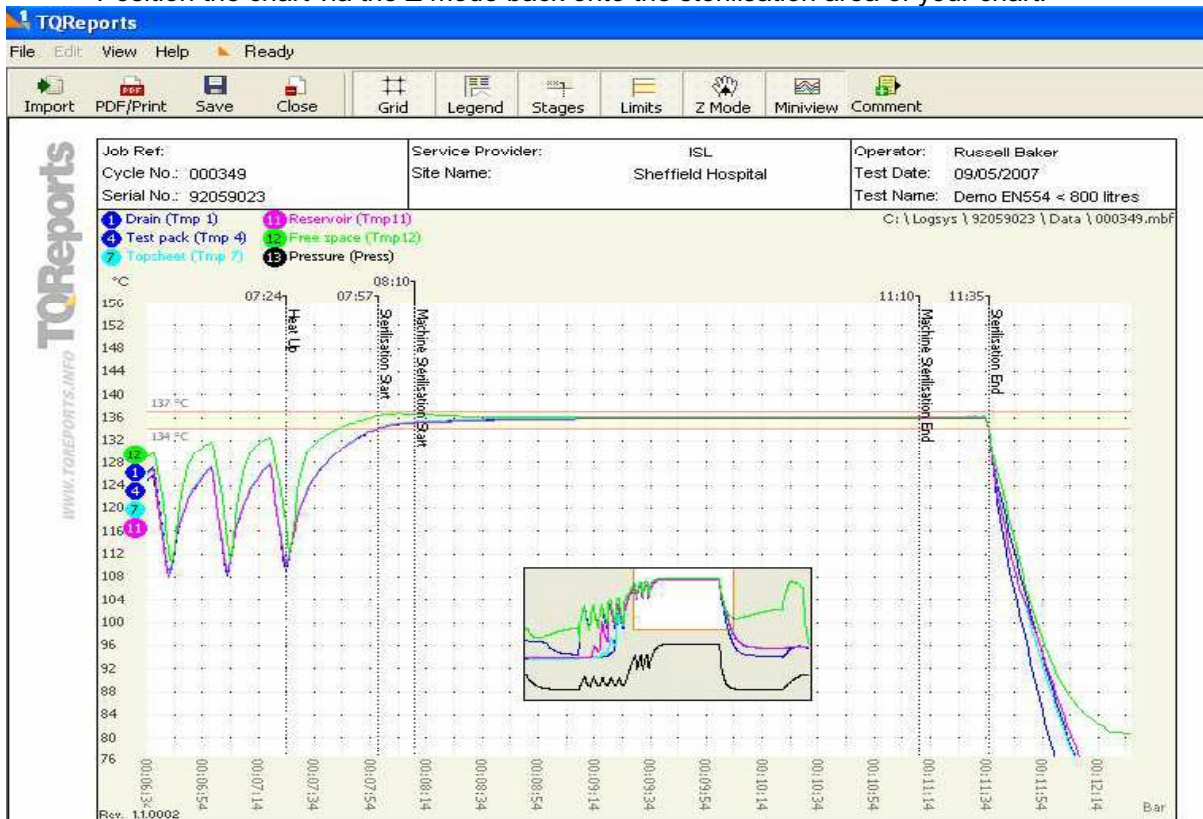 Position the chart via the Z mode back onto the sterilisation area of your chart.
TQReports
File Edit View Help Ready
Import PDF/Print Save Close Grid Legend Stages Limits Z Mode Miniview Comment
TQReports
WWW.TQREPORTS.INFO
Job Ref:
Cycle No.: 000349
Serial No.: 92059023
Service Provider: ISL
Site Name: Sheffield Hospital
Operator: Russell Baker
Test Date: 09/05/2007
Test Name: Demo EN554 < 800 litres
1 Drain (Tmp 1)
4 Test pack (Tmp 4)
7 Topsheet (Tmp 7)
11 Reservoir (Tmp11)
12 Free space (Tmp12)
13 Pressure (Press)
C: \ Logsys \ 92059023 \ Data \ 000349.mbf
°C
07:24 07:57 08:10 11:10 11:35
Heat Up
Sterilisation Start
Machine Sterilisation Start
Machine Sterilisation End
Sterilisation End
156
152
148
144
140
137 °C
136
134 °C
132
128
124
120
116
112
108
104
100
96
92
88
84
80
76
12
1
4
7
11
00:06:34 00:06:54 00:07:14 00:07:34 00:07:54 00:08:14 00:08:34 00:08:54 00:09:14 00:09:34 00:09:54 00:10:14 00:10:34 00:10:54 00:11:14 00:11:34 00:11:54 00:12:14
Bar
Rev. 1.1.0002